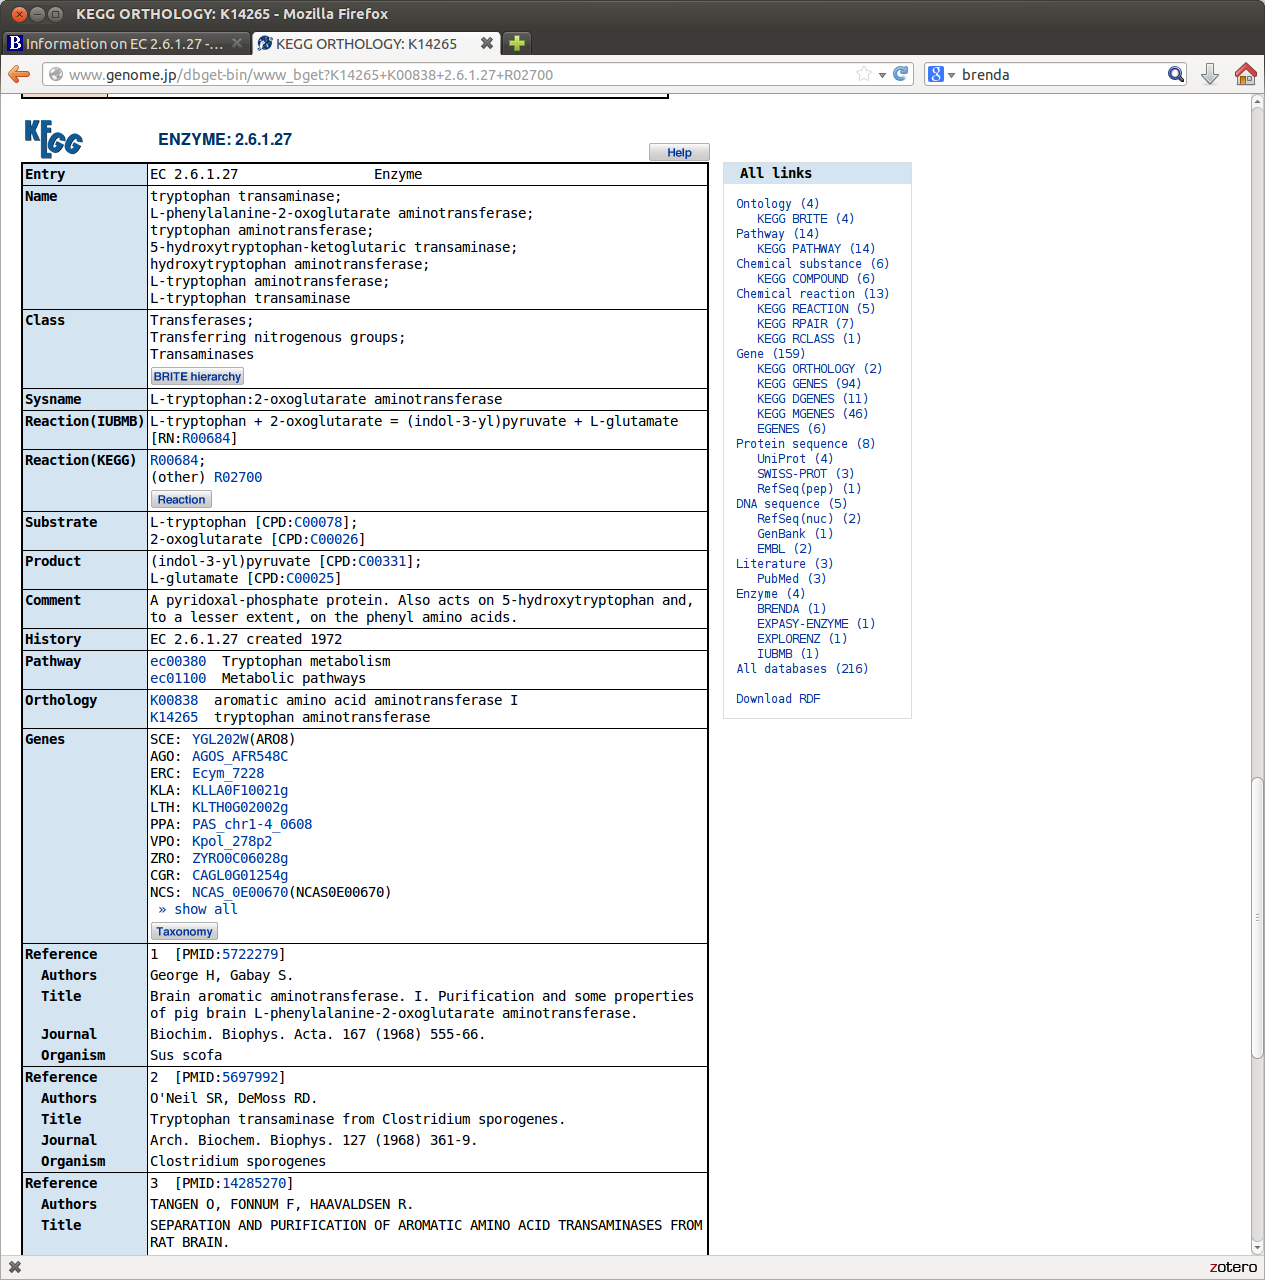 KEGG ORTHOLOGY: K14265 - Mozilla Firefox
Information on EC 2.6.1.27 -...
KEGG ORTHOLOGY: K14265
www.genome.jp/dbget-bin/www_bget?K14265+K00838+2.6.1.27+R02700
brenda
KEGG
ENZYME: 2.6.1.27
Help
Entry EC 2.6.1.27 Enzyme
Name tryptophan transaminase;
L-phenylalanine-2-oxoglutarate aminotransferase;
tryptophan aminotransferase;
5-hydroxytryptophan-ketoglutaric transaminase;
hydroxytryptophan aminotransferase;
L-tryptophan aminotransferase;
L-tryptophan transaminase
Class Transferases;
Transferring nitrogenous groups;
Transaminases
BRITE hierarchy
Sysname L-tryptophan:2-oxoglutarate aminotransferase
Reaction(IUBMB) L-tryptophan + 2-oxoglutarate = (indol-3-yl)pyruvate + L-glutamate
[RN:R00684]
Reaction(KEGG) R00684;
(other) R02700
Reaction
Substrate L-tryptophan [CPD:C00078];
2-oxoglutarate [CPD:C00026]
Product (indol-3-yl)pyruvate [CPD:C00331];
L-glutamate [CPD:C00025]
Comment A pyridoxal-phosphate protein. Also acts on 5-hydroxytryptophan and,
to a lesser extent, on the phenyl amino acids.
History EC 2.6.1.27 created 1972
Pathway ec00380 Tryptophan metabolism
ec01100 Metabolic pathways
Orthology K00838 aromatic amino acid aminotransferase I
K14265 tryptophan aminotransferase
Genes SCE: YGL202W(ARO8)
AGO: AGOS_AFR548C
ERC: Ecym_7228
KLA: KLLA0F10021g
LTH: KLTH0G02002g
PPA: PAS_chr1-4_0608
VPO: Kpol_278p2
ZRO: ZYRO0C06028g
CGR: CAGL0G01254g
NCS: NCAS_0E00670(NCAS0E00670)
» show all
Taxonomy
Reference 1 [PMID:5722279]
Authors George H, Gabay S.
Title Brain aromatic aminotransferase. I. Purification and some properties
of pig brain L-phenylalanine-2-oxoglutarate aminotransferase.
Journal Biochim. Biophys. Acta. 167 (1968) 555-66.
Organism Sus scofa
Reference 2 [PMID:5697992]
Authors O'Neil SR, DeMoss RD.
Title Tryptophan transaminase from Clostridium sporogenes.
Journal Arch. Biochem. Biophys. 127 (1968) 361-9.
Organism Clostridium sporogenes
Reference 3 [PMID:14285270]
Authors TANGEN O, FONNUM F, HAAVALDSEN R.
Title SEPARATION AND PURIFICATION OF AROMATIC AMINO ACID TRANSAMINASES FROM
RAT BRAIN.
All links
Ontology (4)
KEGG BRITE (4)
Pathway (14)
KEGG PATHWAY (14)
Chemical substance (6)
KEGG COMPOUND (6)
Chemical reaction (13)
KEGG REACTION (5)
KEGG RPAIR (7)
KEGG RCLASS (1)
Gene (159)
KEGG ORTHOLOGY (2)
KEGG GENES (94)
KEGG DGENES (11)
KEGG MGENES (46)
EGENES (6)
Protein sequence (8)
UniProt (4)
SWISS-PROT (3)
RefSeq(pep) (1)
DNA sequence (5)
RefSeq(nuc) (2)
GenBank (1)
EMBL (2)
Literature (3)
PubMed (3)
Enzyme (4)
BRENDA (1)
EXPASY-ENZYME (1)
EXPLORENZ (1)
IUBMB (1)
All databases (216)
Download RDF
zotero